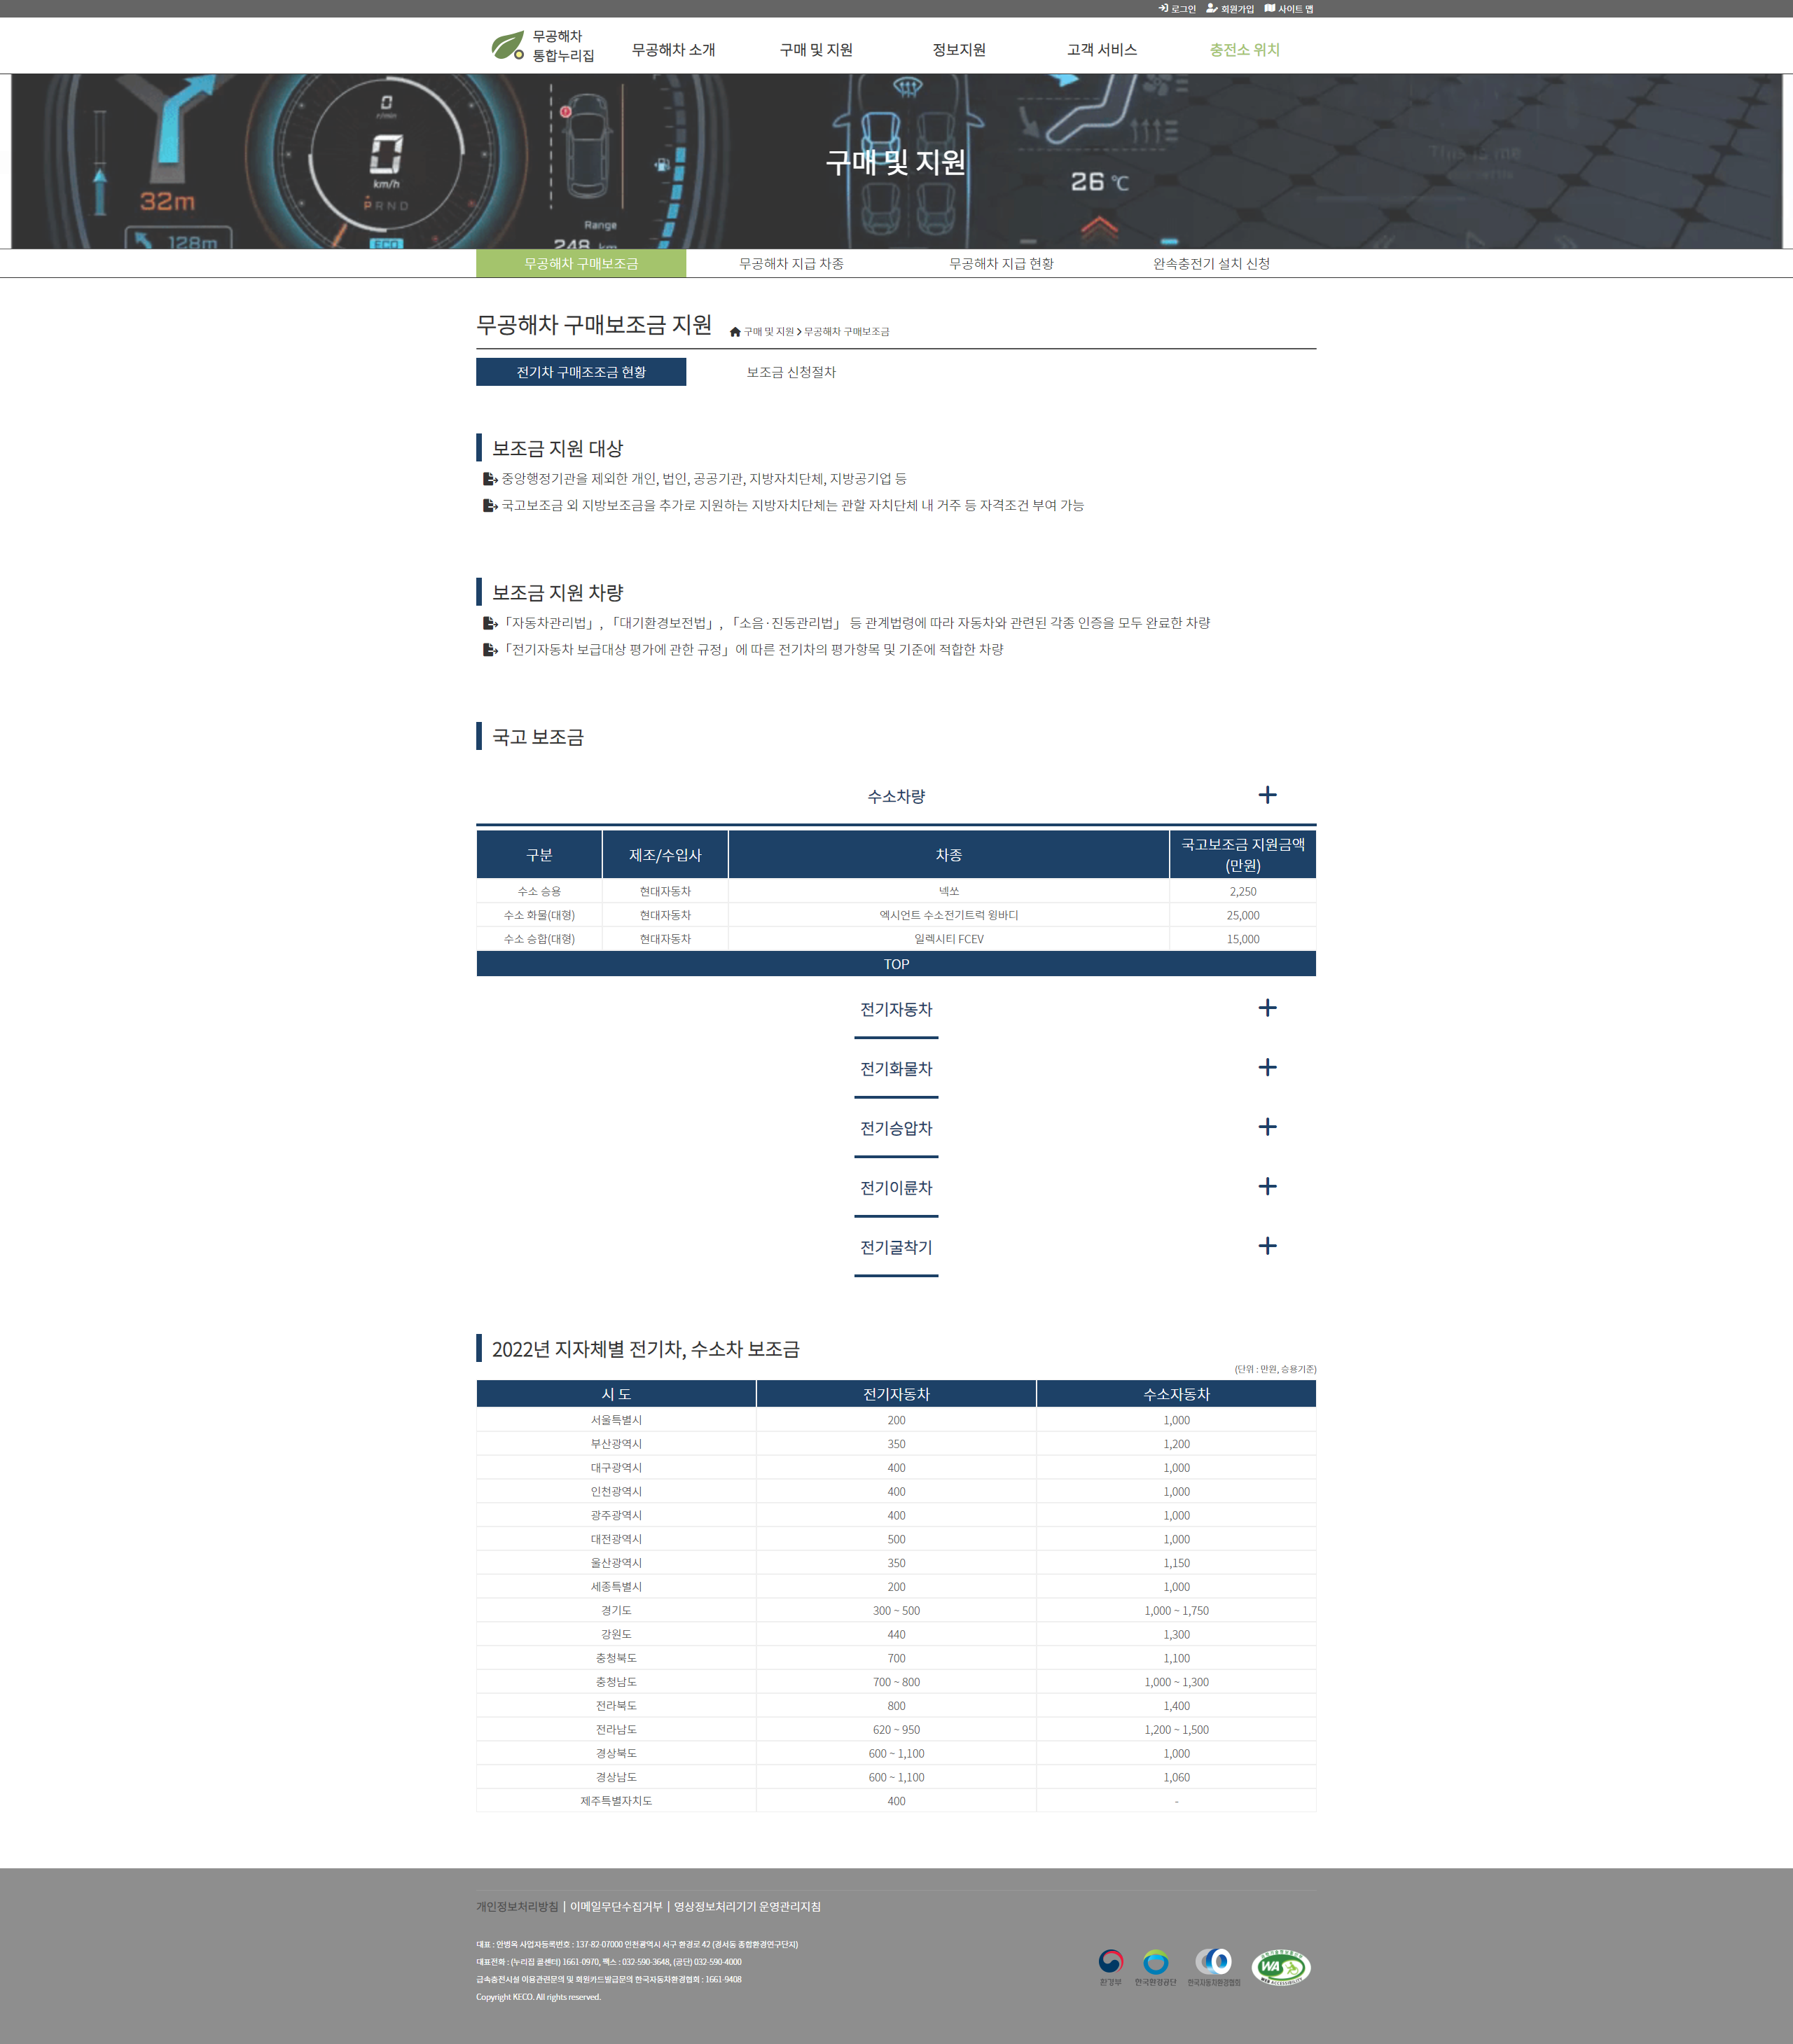 로그인 회원가입 사이트 맵
무공해차
통합누리집
무공해차 소개 구매 및 지원 정보지원 고객 서비스 충전소 위치
0
r/min
0
km/h
PRND
ECO
32m
128m
Range
248 km
26 °C
This is me
구매 및 지원
무공해차 구매보조금 무공해차 지급 차종 무공해차 지급 현황 완속충전기 설치 신청
무공해차 구매보조금 지원 구매 및 지원 > 무공해차 구매보조금
전기차 구매조조금 현황 보조금 신청절차
보조금 지원 대상
중앙행정기관을 제외한 개인, 법인, 공공기관, 지방자치단체, 지방공기업 등
국고보조금 외 지방보조금을 추가로 지원하는 지방자치단체는 관할 자치단체 내 거주 등 자격조건 부여 가능
보조금 지원 차량
「자동차관리법」, 「대기환경보전법」, 「소음·진동관리법」 등 관계법령에 따라 자동차와 관련된 각종 인증을 모두 완료한 차량
「전기자동차 보급대상 평가에 관한 규정」에 따른 전기차의 평가항목 및 기준에 적합한 차량
국고 보조금
수소차량
구분 제조/수입사 차종 국고보조금 지원금액
(만원)
수소 승용 현대자동차 넥쏘 2,250
수소 화물(대형) 현대자동차 엑시언트 수소전기트럭 윙바디 25,000
수소 승합(대형) 현대자동차 일렉시티 FCEV 15,000
TOP
전기자동차
전기화물차
전기승압차
전기이륜차
전기굴착기
2022년 지자체별 전기차, 수소차 보조금
(단위 : 만원, 승용기준)
시 도 전기자동차 수소자동차
서울특별시 200 1,000
부산광역시 350 1,200
대구광역시 400 1,000
인천광역시 400 1,000
광주광역시 400 1,000
대전광역시 500 1,000
울산광역시 350 1,150
세종특별시 200 1,000
경기도 300 ~ 500 1,000 ~ 1,750
강원도 440 1,300
충청북도 700 1,100
충청남도 700 ~ 800 1,000 ~ 1,300
전라북도 800 1,400
전라남도 620 ~ 950 1,200 ~ 1,500
경상북도 600 ~ 1,100 1,000
경상남도 600 ~ 1,100 1,060
제주특별자치도 400 -
개인정보처리방침 | 이메일무단수집거부 | 영상정보처리기기 운영관리지침
대표 : 안병옥 사업자등록번호 : 137-82-07000 인천광역시 서구 환경로 42 (경서동 종합환경연구단지)
대표전화 : (누리집 콜센터) 1661-0970, 팩스 : 032-590-3648, (공단) 032-590-4000
급속충전시설 이용관련문의 및 회원카드발급문의 한국자동차환경협회 : 1661-9408
Copyright KECO. All rights reserved.
환경부 한국환경공단 한국자동차환경협회 WA
WEB ACCESSIBILITY